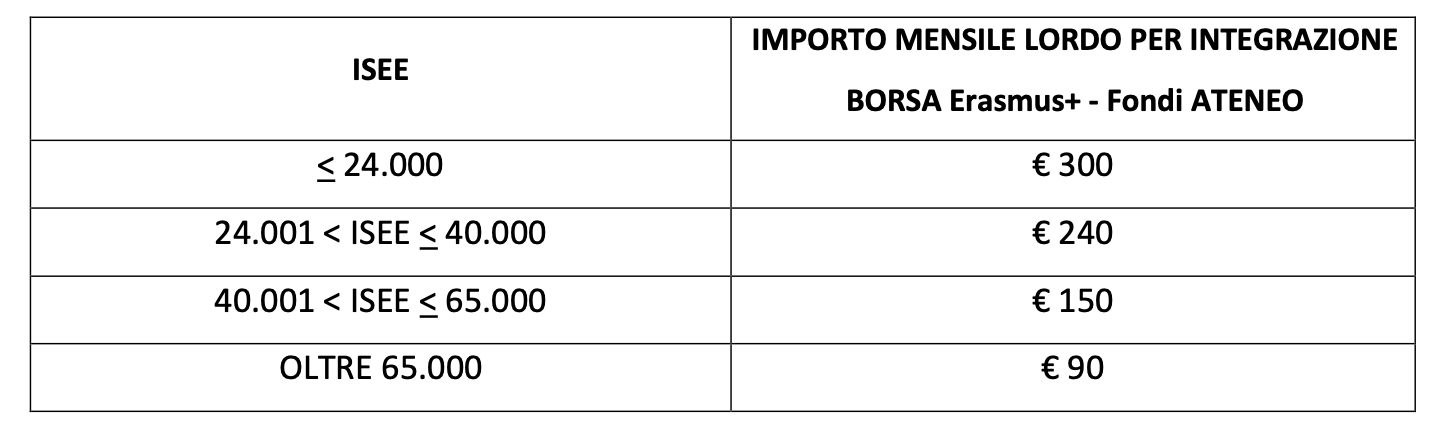 ISEE
IMPORTO MENSILE LORDO PER INTEGRAZIONE
BORSA Erasmus+ - Fondi ATENEO
≤ 24.000
€ 300
24.001 < ISEE ≤ 40.000
€ 240
40.001 < ISEE ≤ 65.000
€ 150
OLTRE 65.000
€ 90